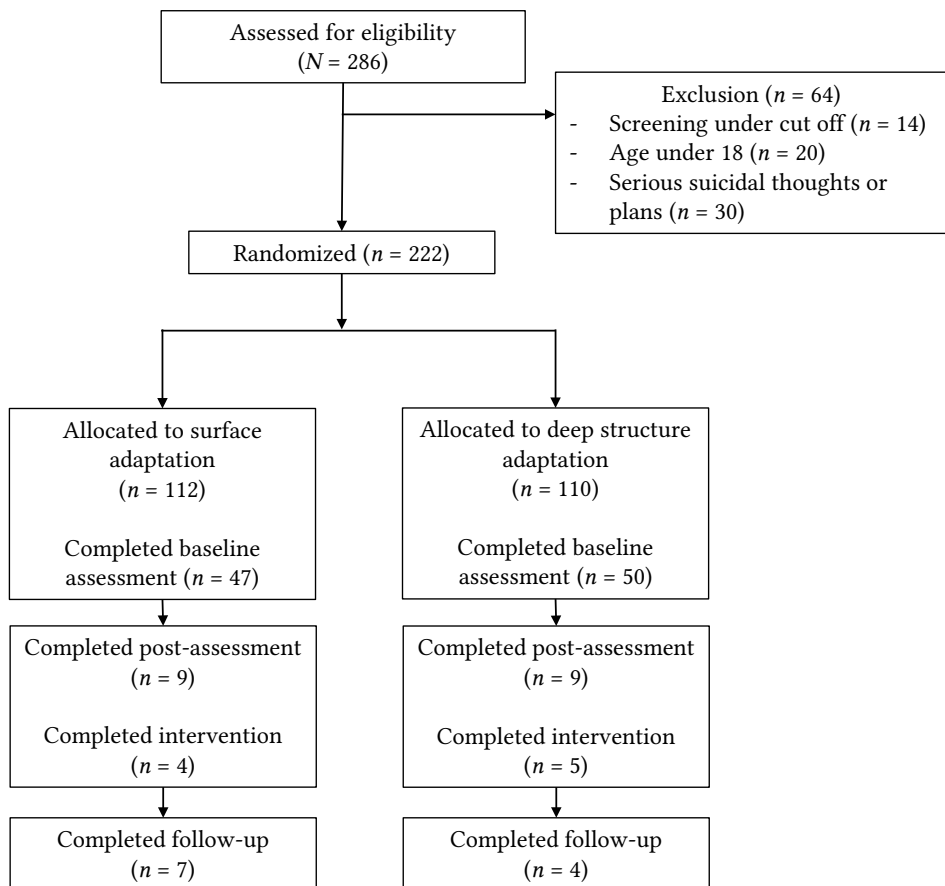 Assessed for eligibility
(N = 286)
Exclusion (n = 64)
- Screening under cut off (n = 14)
- Age under 18 (n = 20)
- Serious suicidal thoughts or
plans (n = 30)
Randomized (n = 222)
Allocated to surface
adaptation
(n = 112)
Completed baseline
assessment (n = 47)
Allocated to deep structure
adaptation
(n = 110)
Completed baseline
assessment (n = 50)
Completed post-assessment
(n = 9)
Completed intervention
(n = 4)
Completed post-assessment
(n = 9)
Completed intervention
(n = 5)
Completed follow-up
(n = 7)
Completed follow-up
(n = 4)